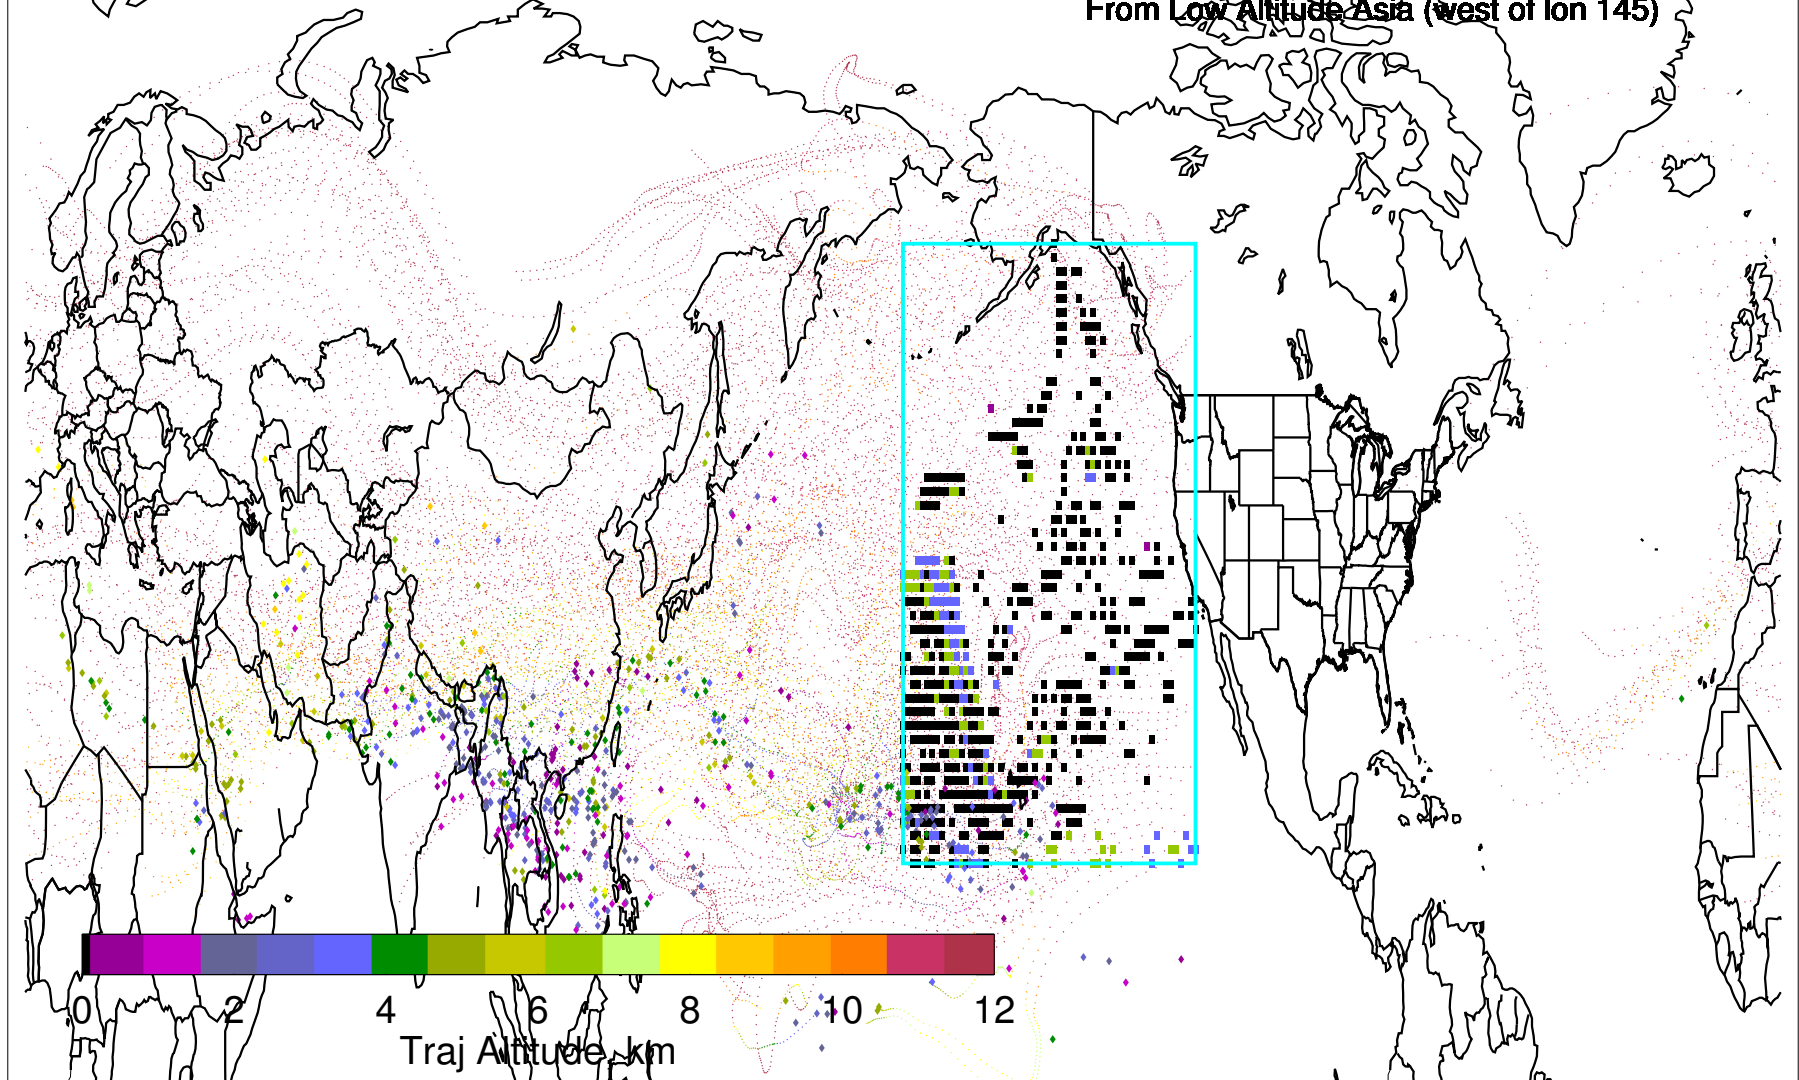 From Low Altitude Asia (west of lon 145)
0 2 4 6 8 10 12
Traj Altitude, km